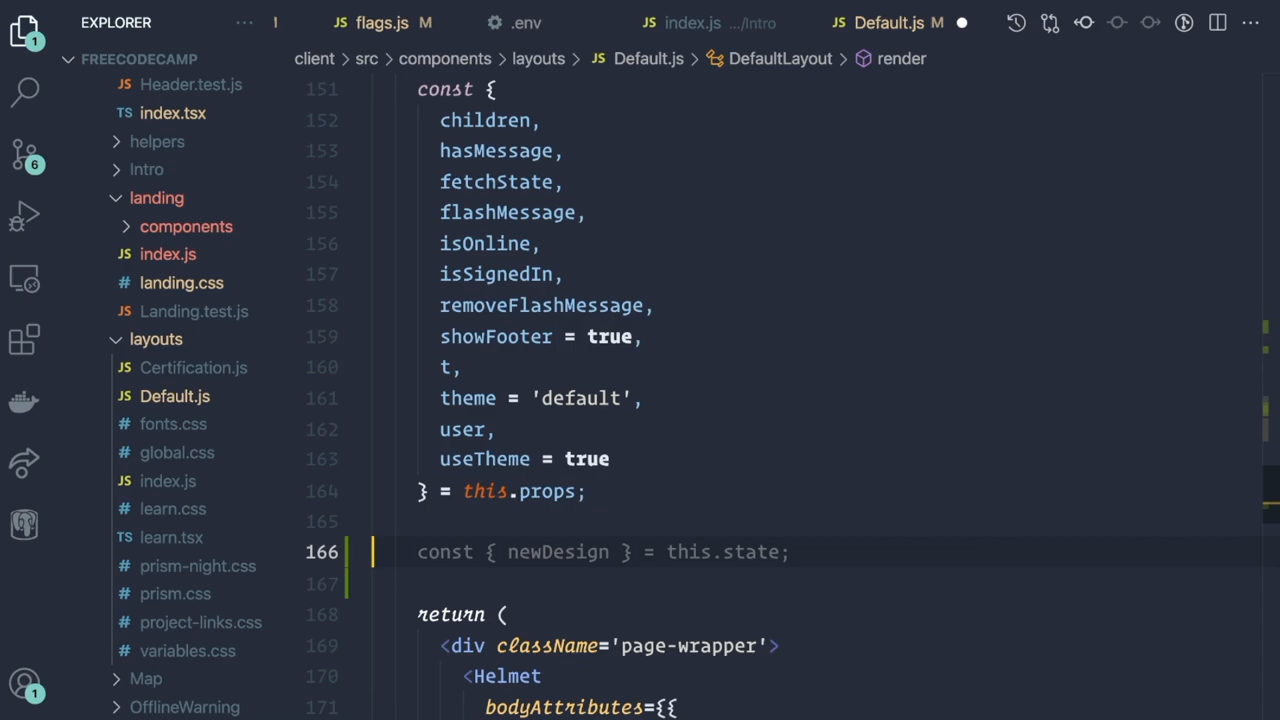 EXPLORER ···
FREECODECAMP
JS Header.test.js
TS index.tsx
helpers
Intro
landing
components
JS index.js
# landing.css
JS Landing.test.js
layouts
JS Certification.js
JS Default.js
# fonts.css
# global.css
JS index.js
# learn.css
TS learn.tsx
# prism-night.css
# prism.css
# project-links.css
# variables.css
Map
OfflineWarning
1
6
1
JS flags.js M
.env
JS index.js .../Intro
JS Default.js M
client > src > components > layouts > JS Default.js > DefaultLayout > render
151 const {
152 children,
153 hasMessage,
154 fetchState,
155 flashMessage,
156 isOnline,
157 isSignedIn,
158 removeFlashMessage,
159 showFooter = true,
160 t,
161 theme = 'default',
162 user,
163 useTheme = true
164 } = this.props;
165
166 const { newDesign } = this.state;
167
168 return (
169 <div className='page-wrapper'>
170 <Helmet
171 bodyAttributes={{